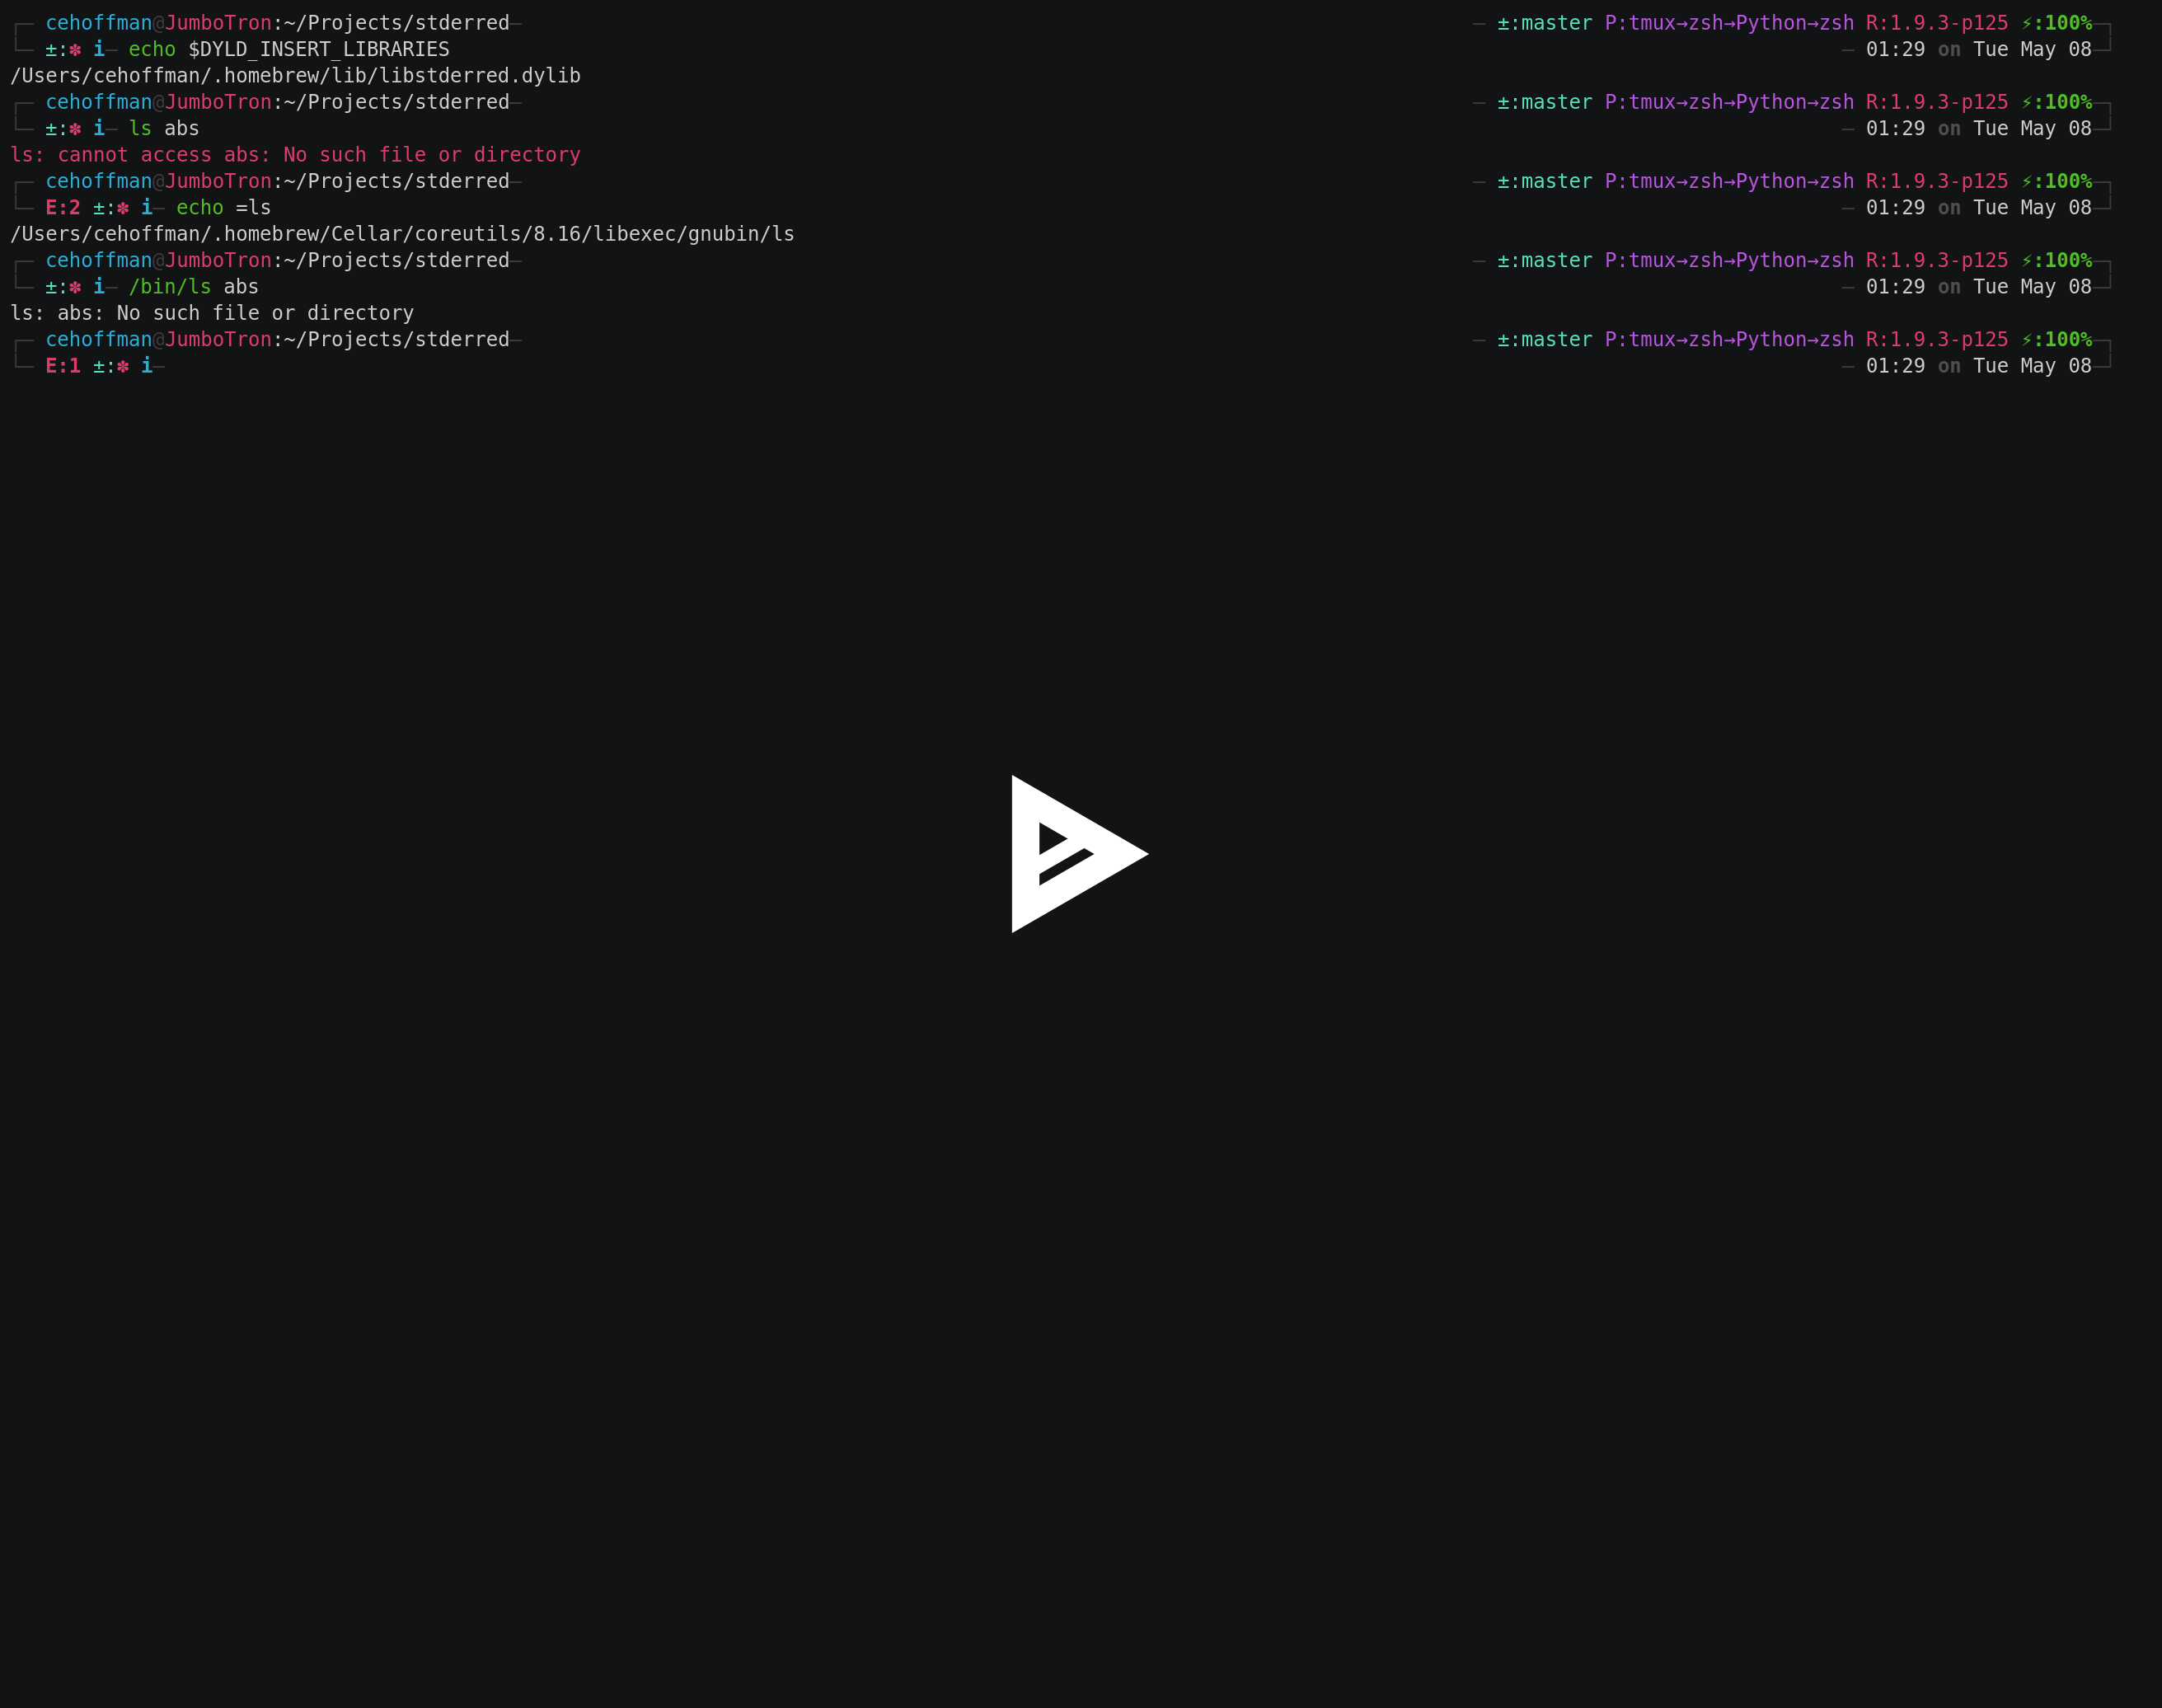 ┌─ cehoffman@JumboTron:~/Projects/stderred─ ─ ±:master P:tmux→zsh→Python→zsh R:1.9.3-p125 ⚡:100%─┐
└─ ±:✽ i─ echo $DYLD_INSERT_LIBRARIES ─ 01:29 on Tue May 08─┘
/Users/cehoffman/.homebrew/lib/libstderred.dylib
┌─ cehoffman@JumboTron:~/Projects/stderred─ ─ ±:master P:tmux→zsh→Python→zsh R:1.9.3-p125 ⚡:100%─┐
└─ ±:✽ i─ ls abs ─ 01:29 on Tue May 08─┘
ls: cannot access abs: No such file or directory
┌─ cehoffman@JumboTron:~/Projects/stderred─ ─ ±:master P:tmux→zsh→Python→zsh R:1.9.3-p125 ⚡:100%─┐
└─ E:2 ±:✽ i─ echo =ls ─ 01:29 on Tue May 08─┘
/Users/cehoffman/.homebrew/Cellar/coreutils/8.16/libexec/gnubin/ls
┌─ cehoffman@JumboTron:~/Projects/stderred─ ─ ±:master P:tmux→zsh→Python→zsh R:1.9.3-p125 ⚡:100%─┐
└─ ±:✽ i─ /bin/ls abs ─ 01:29 on Tue May 08─┘
ls: abs: No such file or directory
┌─ cehoffman@JumboTron:~/Projects/stderred─ ─ ±:master P:tmux→zsh→Python→zsh R:1.9.3-p125 ⚡:100%─┐
└─ E:1 ±:✽ i─ ─ 01:29 on Tue May 08─┘